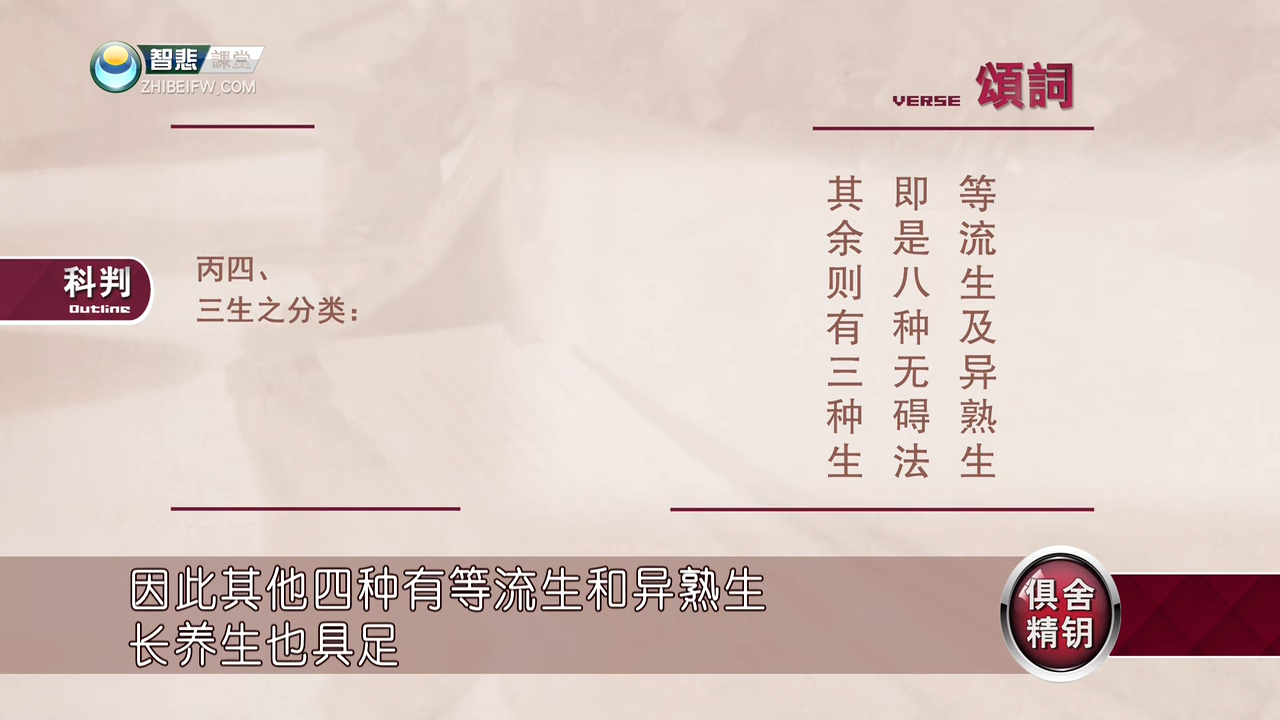 智悲課堂
ZHIBEIFW.COM
VERSE 頌詞
等流生及异熟生
即是八种无碍法
其余则有三种生
科判
Outline
丙四、
三生之分类：
因此其他四种有等流生和异熟生
长养生也具足
俱舍
精钥